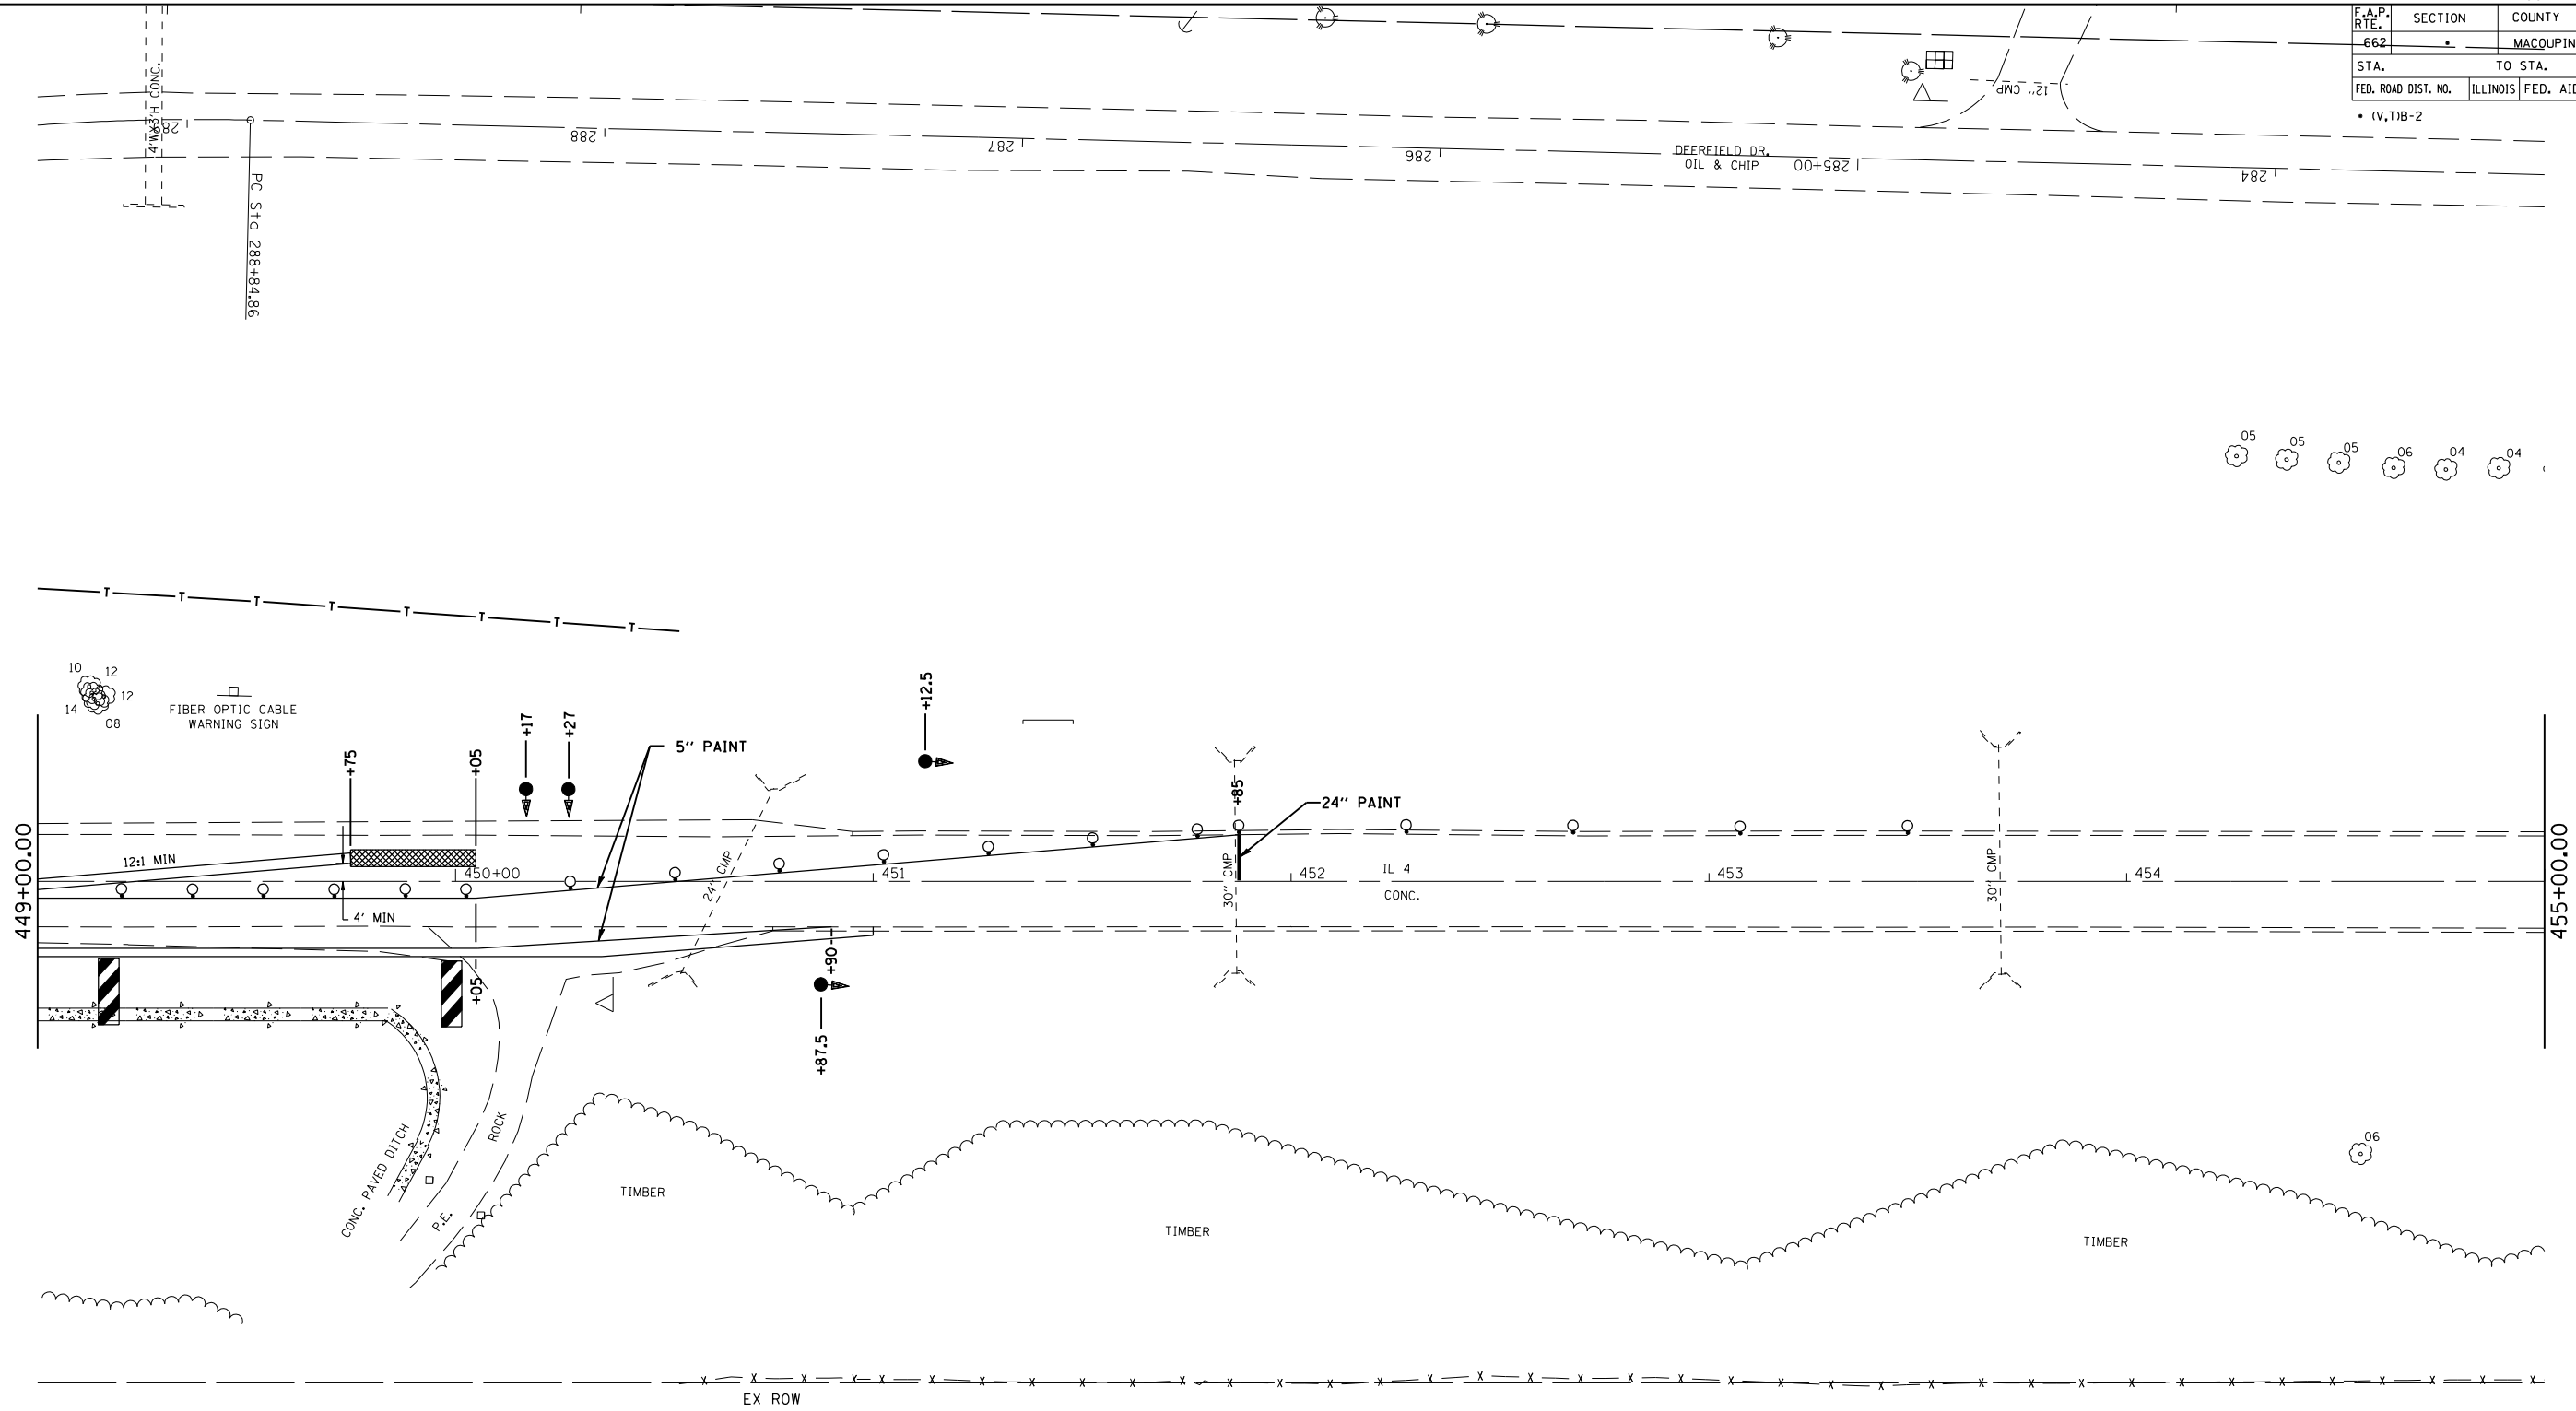 F.A.P. RTE. SECTION COUNTY
662 • MACOUPIN
STA. TO STA.
FED. ROAD DIST. NO. ILLINOIS FED. AID
• (V,T)B-2
4'WX3'H CONC.
12'' CMP
289
288
287
286
285+00
284
DEERFIELD DR.
OIL & CHIP
PC Sta 288+84.86
05
05
05
06
04
04
T T T T T T T T
10
12
12
14
08
FIBER OPTIC CABLE
WARNING SIGN
+75
+05
+17
+27
+12.5
5'' PAINT
+85
24'' PAINT
12:1 MIN
4' MIN
449+00.00
450+00
451
452
453
454
455+00.00
24'' CMP
30'' CMP
IL 4
CONC.
30'' CMP
+05
+90
+87.5
CONC. PAVED DITCH
ROCK
P.E.
TIMBER
TIMBER
TIMBER
06
EX ROW